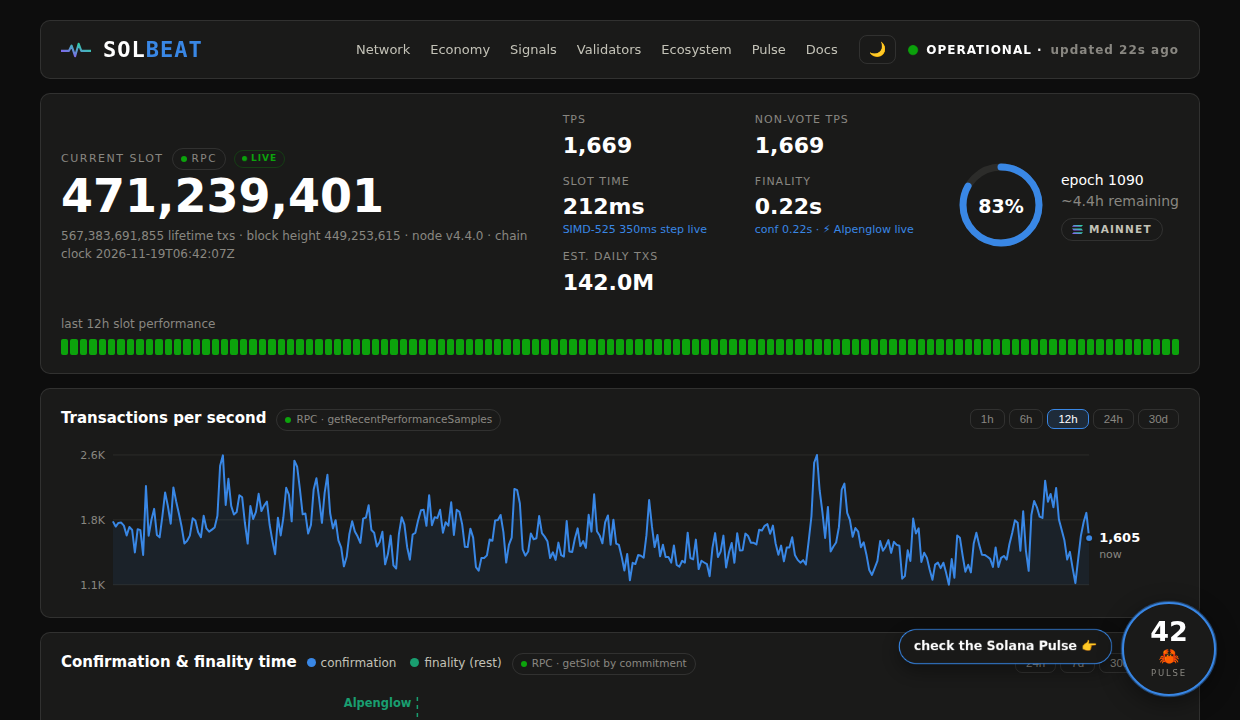 SOLBEAT
Network Economy Signals Validators Ecosystem Pulse Docs
OPERATIONAL · updated 22s ago
CURRENT SLOT RPC LIVE
471,239,401
567,383,691,855 lifetime txs · block height 449,253,615 · node v4.4.0 · chain
clock 2026-11-19T06:42:07Z
TPS
1,669
NON-VOTE TPS
1,669
SLOT TIME
212ms
SIMD-525 350ms step live
FINALITY
0.22s
conf 0.22s · ⚡ Alpenglow live
EST. DAILY TXS
142.0M
83%
epoch 1090
~4.4h remaining
MAINNET
last 12h slot performance
Transactions per second RPC · getRecentPerformanceSamples
1h 6h 12h 24h 30d
2.6K
1.8K
1.1K
1,605
now
Confirmation & finality time confirmation finality (rest) RPC · getSlot by commitment
24h 7d 30d
Alpenglow
check the Solana Pulse 👉
42
🦀
PULSE